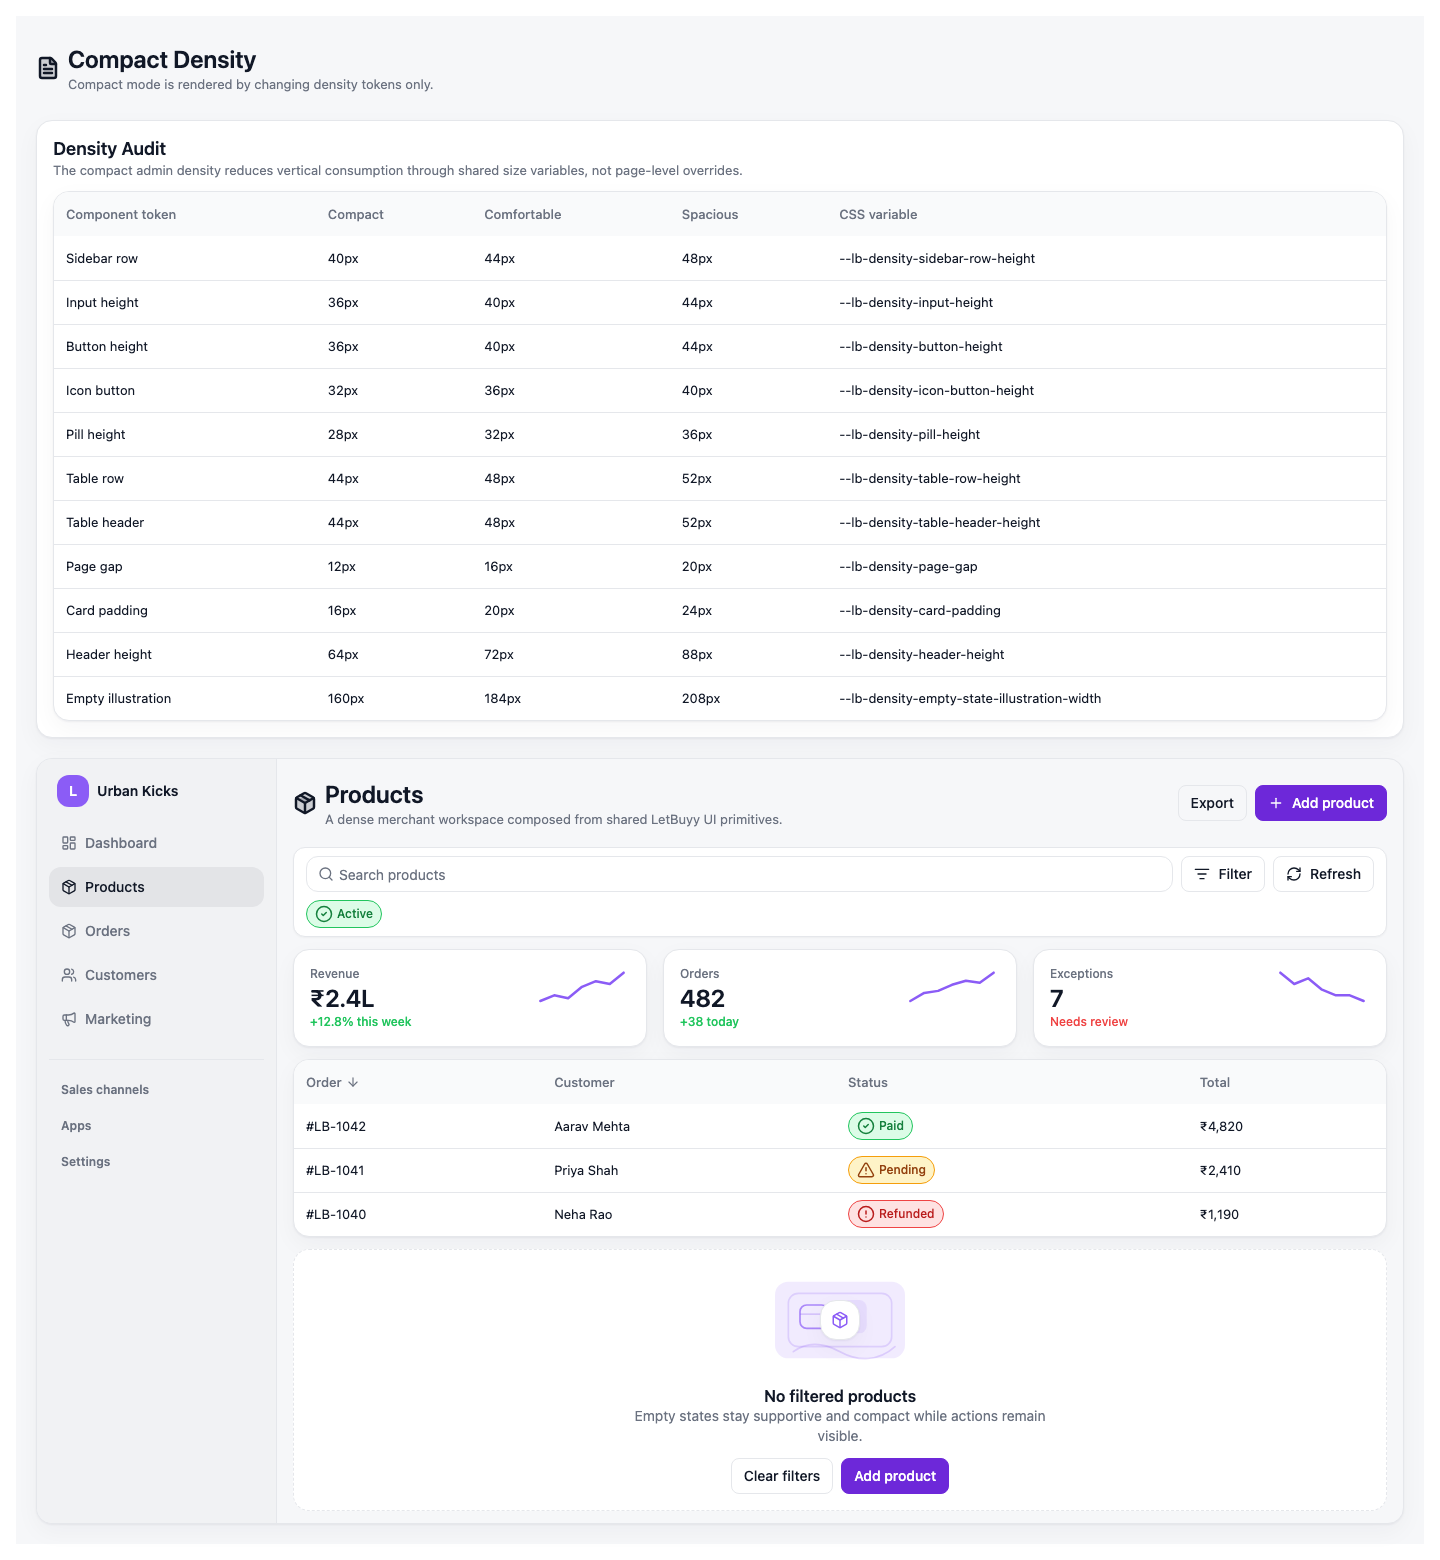 Compact Density
Compact mode is rendered by changing density tokens only.
Density Audit
The compact admin density reduces vertical consumption through shared size variables, not page-level overrides.
Component token Compact Comfortable Spacious CSS variable
Sidebar row 40px 44px 48px --lb-density-sidebar-row-height
Input height 36px 40px 44px --lb-density-input-height
Button height 36px 40px 44px --lb-density-button-height
Icon button 32px 36px 40px --lb-density-icon-button-height
Pill height 28px 32px 36px --lb-density-pill-height
Table row 44px 48px 52px --lb-density-table-row-height
Table header 44px 48px 52px --lb-density-table-header-height
Page gap 12px 16px 20px --lb-density-page-gap
Card padding 16px 20px 24px --lb-density-card-padding
Header height 64px 72px 88px --lb-density-header-height
Empty illustration 160px 184px 208px --lb-density-empty-state-illustration-width
L Urban Kicks
Dashboard
Products
Orders
Customers
Marketing
Sales channels
Apps
Settings
Products
A dense merchant workspace composed from shared LetBuyy UI primitives.
Export
Add product
Search products
Filter
Refresh
Active
Revenue
₹2.4L
+12.8% this week
Orders
482
+38 today
Exceptions
7
Needs review
Order Customer Status Total
#LB-1042 Aarav Mehta Paid ₹4,820
#LB-1041 Priya Shah Pending ₹2,410
#LB-1040 Neha Rao Refunded ₹1,190
No filtered products
Empty states stay supportive and compact while actions remain
visible.
Clear filters
Add product